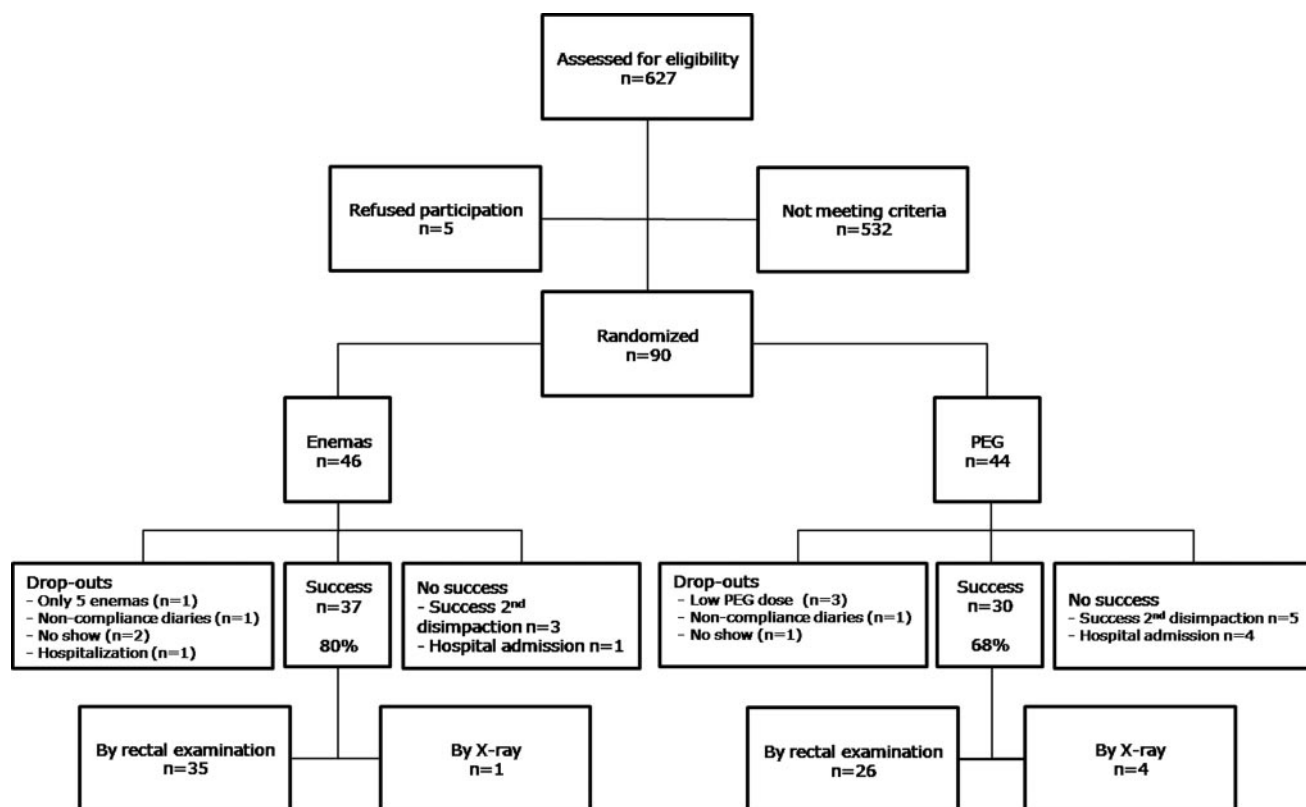 Assessed for eligibility
n=627
Refused participation
n=5
Not meeting criteria
n=532
Randomized
n=90
Enemas
n=46
PEG
n=44
Drop-outs
- Only 5 enemas (n=1)
- Non-compliance diaries (n=1)
- No show (n=2)
- Hospitalization (n=1)
Success
n=37
80%
No success
- Success 2nd
disimpaction n=3
- Hospital admission n=1
Drop-outs
- Low PEG dose (n=3)
- Non-compliance diaries (n=1)
- No show (n=1)
Success
n=30
68%
No success
- Success 2nd disimpaction n=5
- Hospital admission n=4
By rectal examination
n=35
By X-ray
n=1
By rectal examination
n=26
By X-ray
n=4